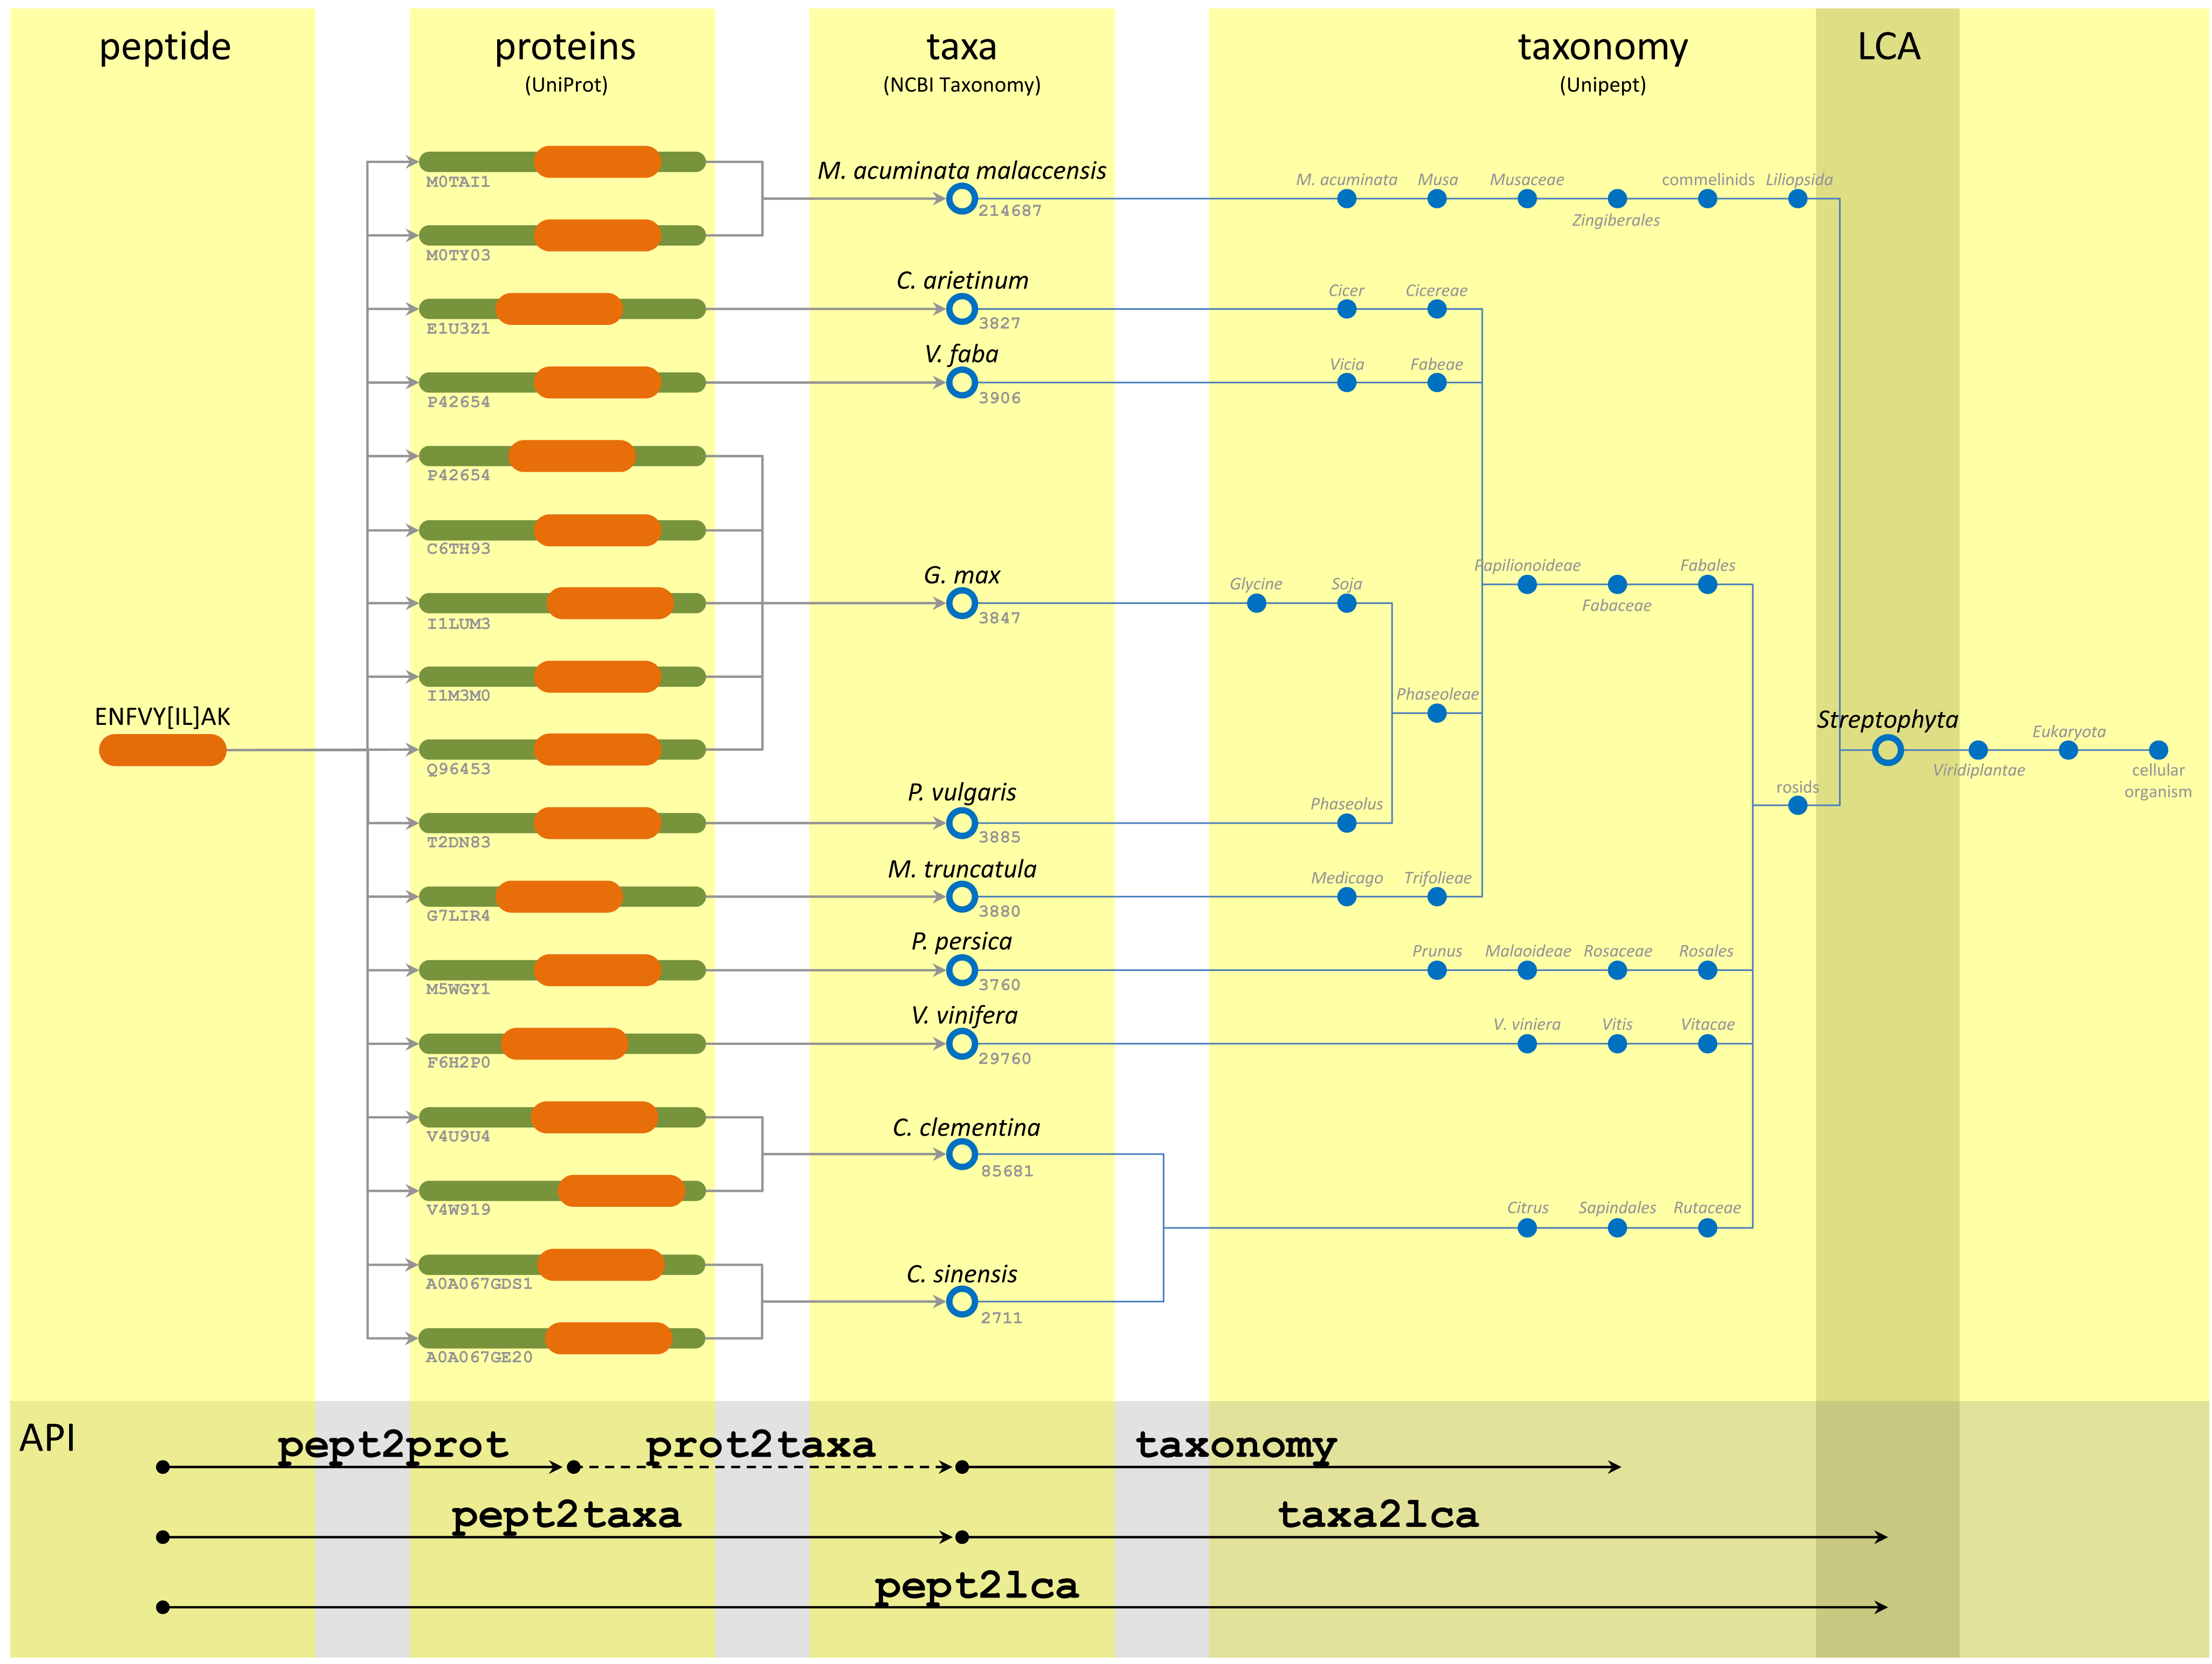 peptide
proteins
(UniProt)
taxa
(NCBI Taxonomy)
taxonomy
(Unipept)
LCA
ENFVY[IL]AK
M0TAI1
M0TY03
E1U3Z1
P42654
P42654
C6TH93
I1LUM3
I1M3M0
Q96453
T2DN83
G7LIR4
M5WGY1
F6H2P0
V4U9U4
V4W919
A0A067GDS1
A0A067GE20
M. acuminata malaccensis
214687
C. arietinum
3827
V. faba
3906
G. max
3847
P. vulgaris
3885
M. truncatula
3880
P. persica
3760
V. vinifera
29760
C. clementina
85681
C. sinensis
2711
M. acuminata
Musa
Musaceae
Zingiberales
commelinids
Liliopsida
Cicer
Cicereae
Vicia
Fabeae
Glycine
Soja
Papilionoideae
Fabaceae
Fabales
Phaseoleae
Phaseolus
Medicago
Trifolieae
Prunus
Malaoideae
Rosaceae
Rosales
V. viniera
Vitis
Vitacae
Citrus
Sapindales
Rutaceae
rosids
Streptophyta
Viridiplantae
Eukaryota
cellular
organism
API
pept2prot
prot2taxa
taxonomy
pept2taxa
taxa2lca
pept2lca